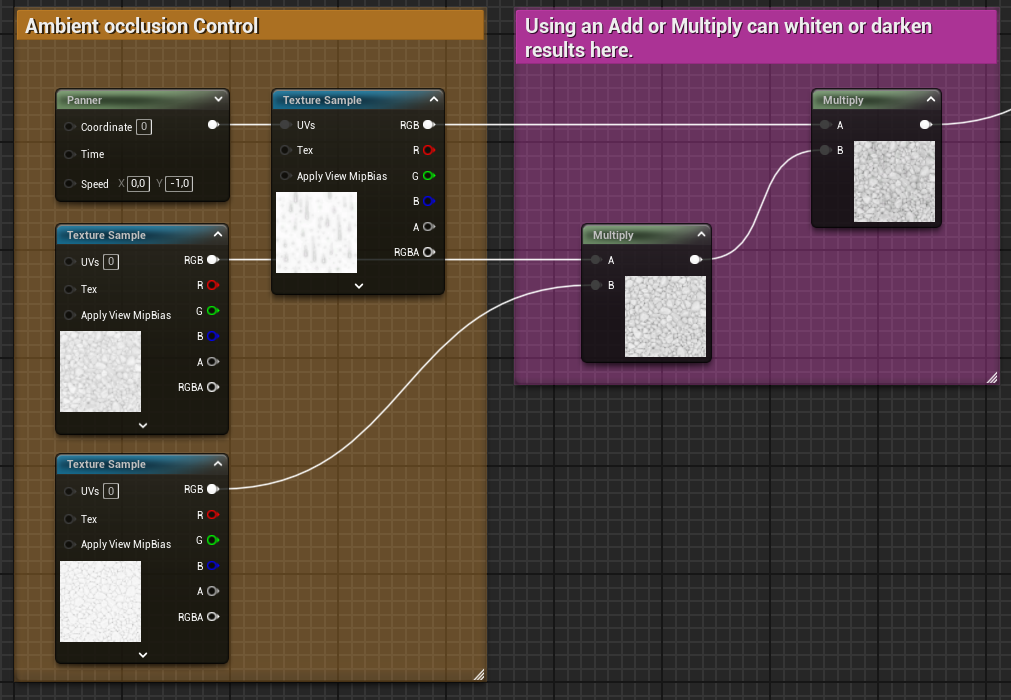 Ambient occlusion Control
Using an Add or Multiply can whiten or darken
results here.
Panner
Coordinate 0
Time
Speed X 0,0 Y -1,0
Texture Sample
UVs RGB
Tex R
Apply View MipBias G
B
A
RGBA
Texture Sample
UVs 0 RGB
Tex R
Apply View MipBias G
B
A
RGBA
Texture Sample
UVs 0 RGB
Tex R
Apply View MipBias G
B
A
RGBA
Multiply
A
B
Multiply
A
B